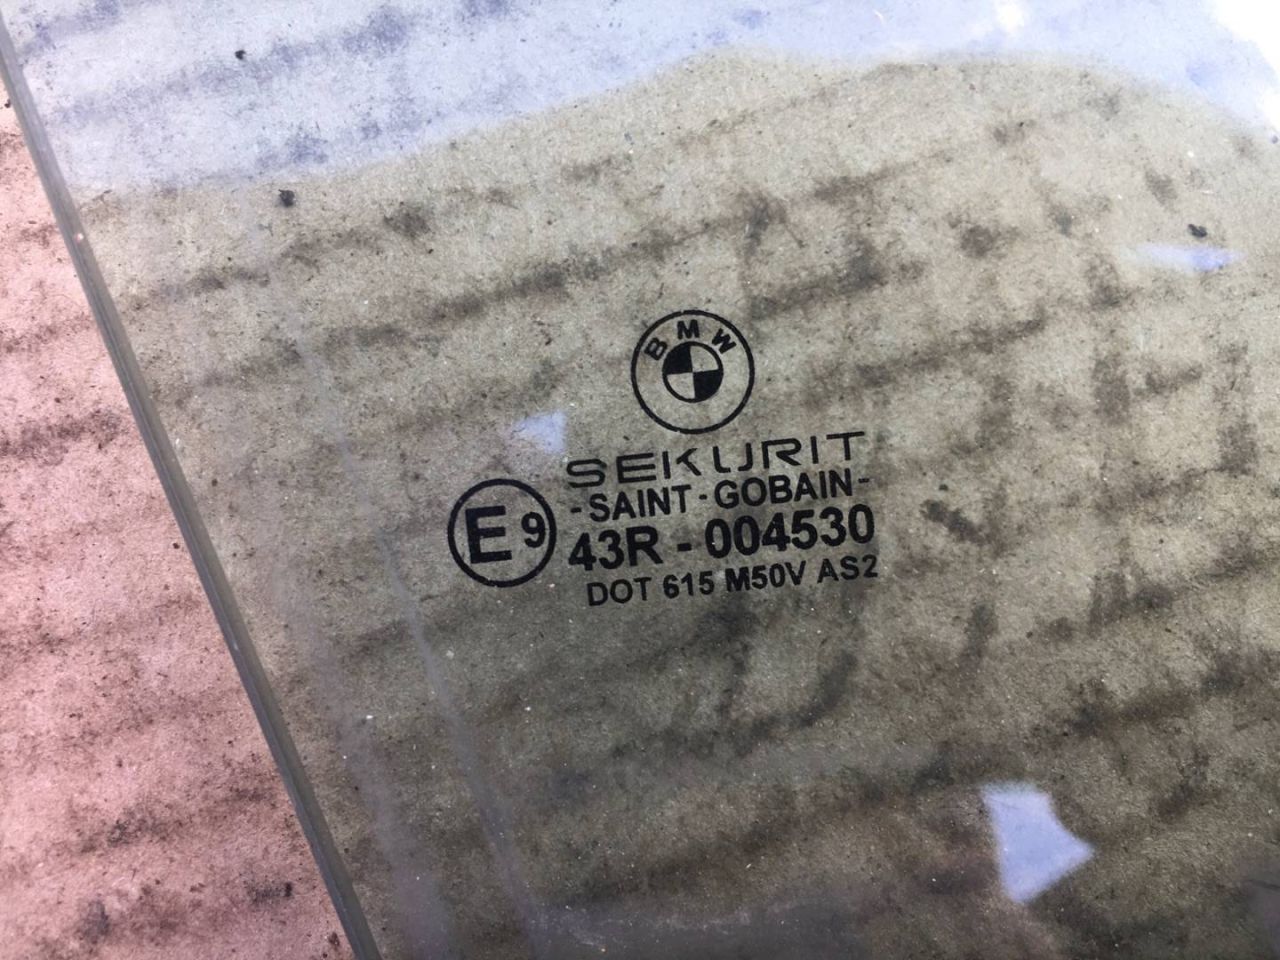 BMW
SEKURIT
-SAINT-GOBAIN-
E9
43R - 004530
DOT 615 M50V AS2